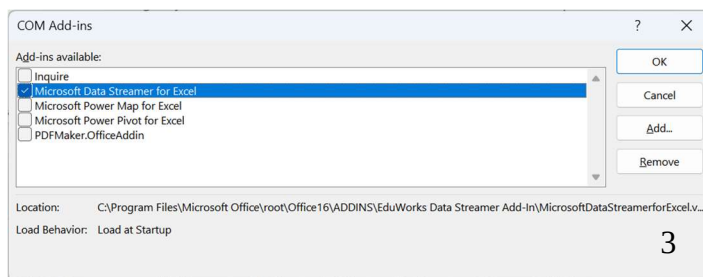 COM Add-ins ?
Add-ins available:
Inquire
Microsoft Data Streamer for Excel
Microsoft Power Map for Excel
Microsoft Power Pivot for Excel
PDFMaker.OfficeAddin
OK
Cancel
Add...
Remove
Location: C:\Program Files\Microsoft Office\root\Office16\ADDINS\EduWorks Data Streamer Add-In\MicrosoftDataStreamerforExcel.v...
Load Behavior: Load at Startup
3